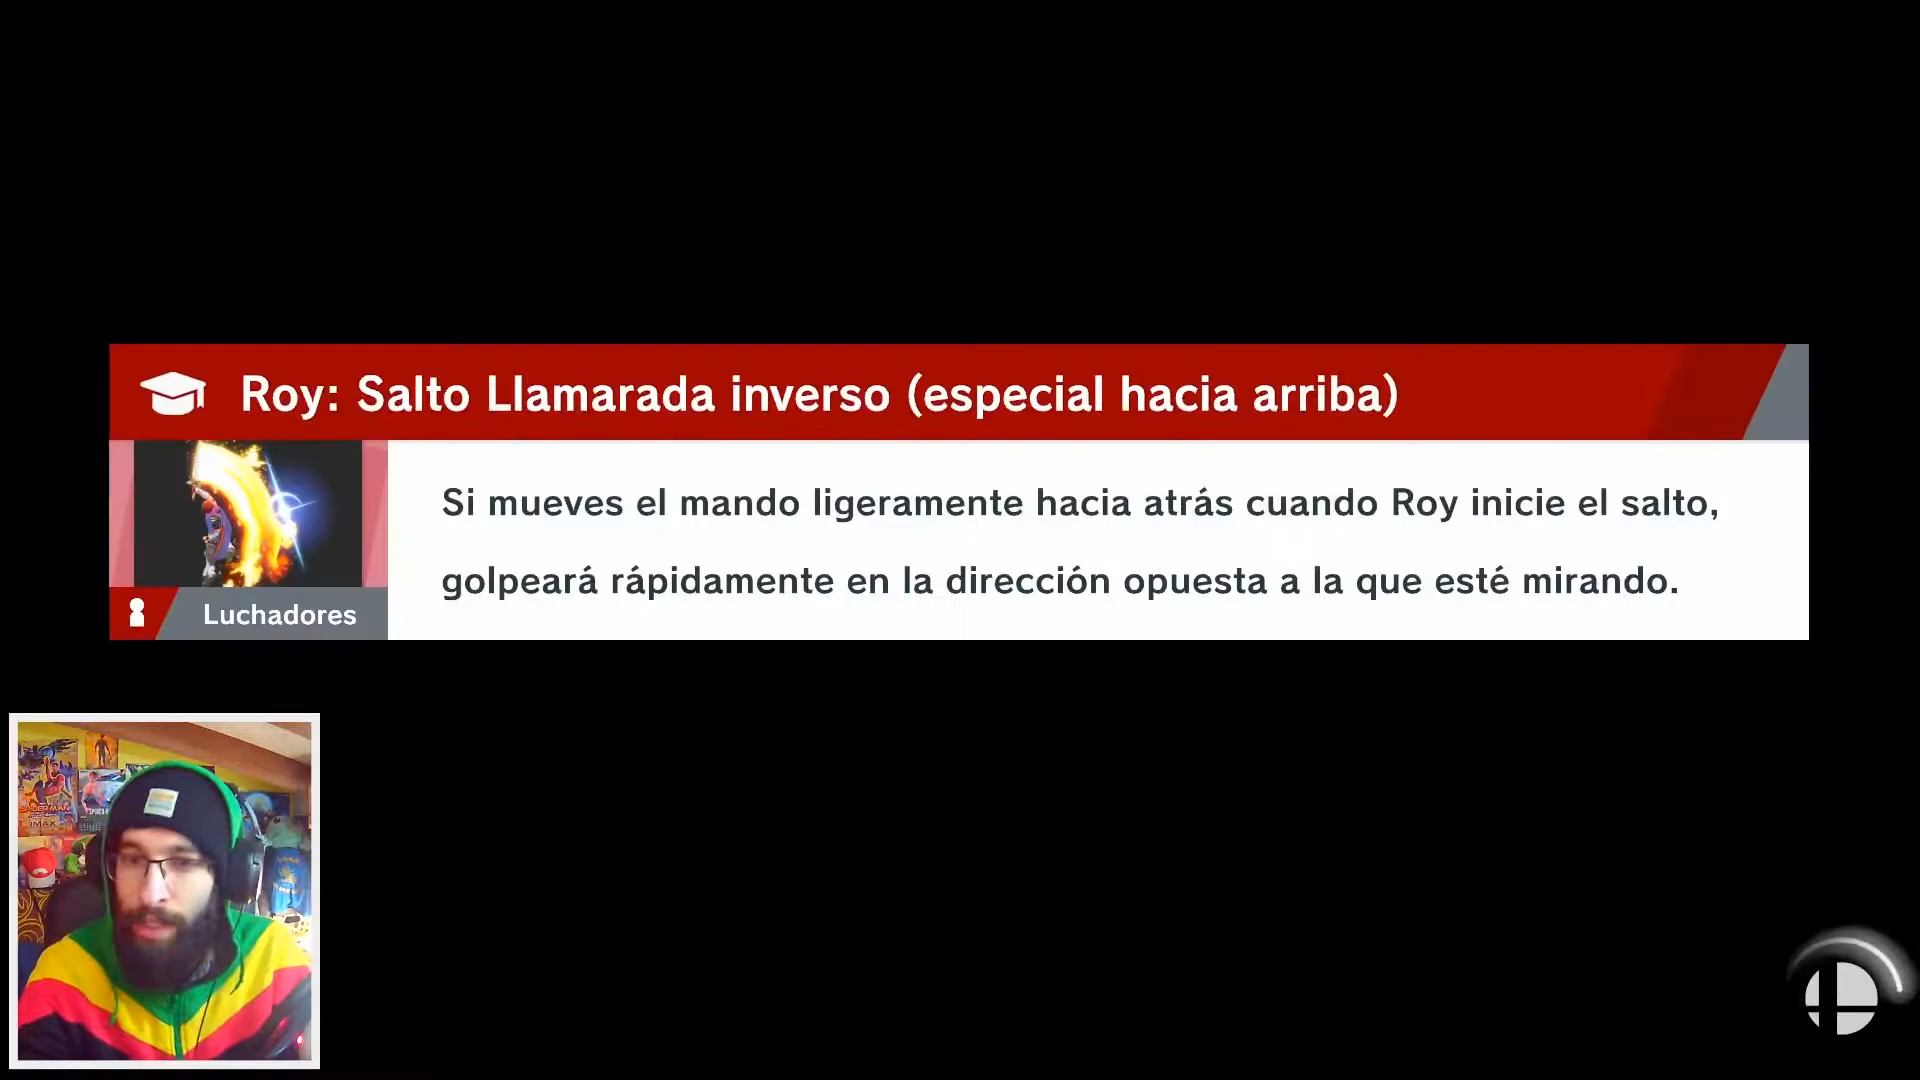 Roy: Salto Llamarada inverso (especial hacia arriba)
Si mueves el mando ligeramente hacia atrás cuando Roy inicie el salto,
golpeará rápidamente en la dirección opuesta a la que esté mirando.
Luchadores
IMAX